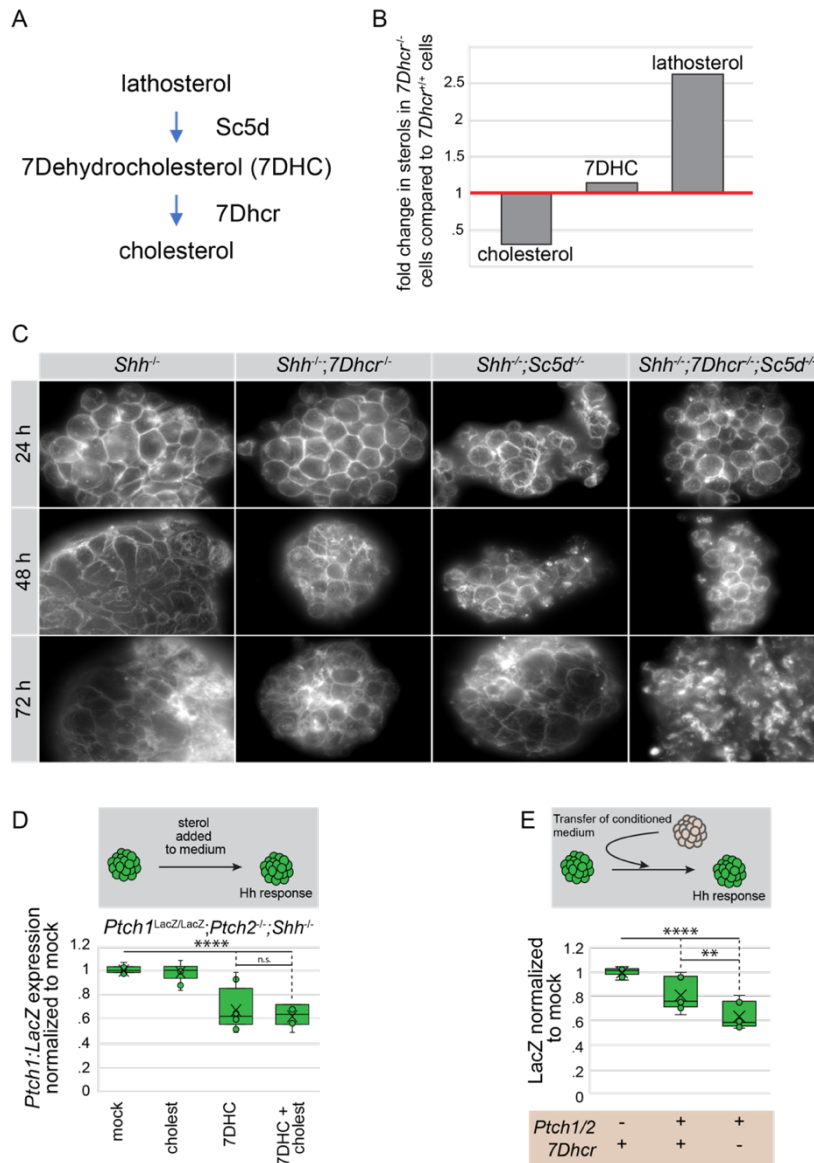 A
lathosterol
Sc5d
7Dehydrocholesterol (7DHC)
7Dhcr
cholesterol
B
fold change in sterols in 7Dhcr-/-
cells compared to 7Dhcr+/+ cells
2.5
2
1.5
1
.5
cholesterol
7DHC
lathosterol
C
Shh-/-
Shh-/-;7Dhcr-/-
Shh-/-;Sc5d-/-
Shh-/-;7Dhcr-/-;Sc5d-/-
24 h
48 h
72 h
D
sterol
added
to medium
Hh response
Ptch1LacZ/LacZ;Ptch2-/-;Shh-/-
Ptch1:LacZ expression
normalized to mock
1.2
1
.8
.6
.4
.2
0
****
n.s.
mock
cholest
7DHC
7DHC +
cholest
E
Transfer of conditioned
medium
Hh response
LacZ normalized
to mock
1.2
1
.8
.6
.4
.2
0
****
**
Ptch1/2 - + +
7Dhcr + + -